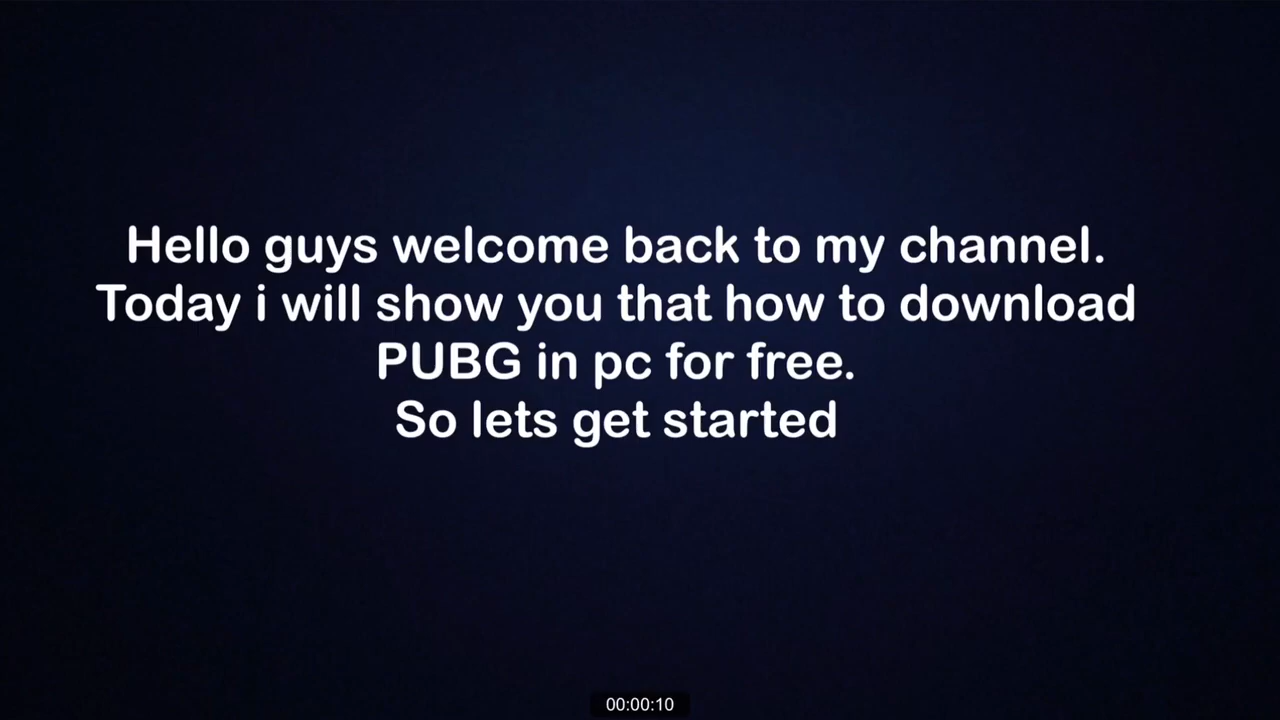 Hello guys welcome back to my channel.
Today i will show you that how to download
PUBG in pc for free.
So lets get started
00:00:10